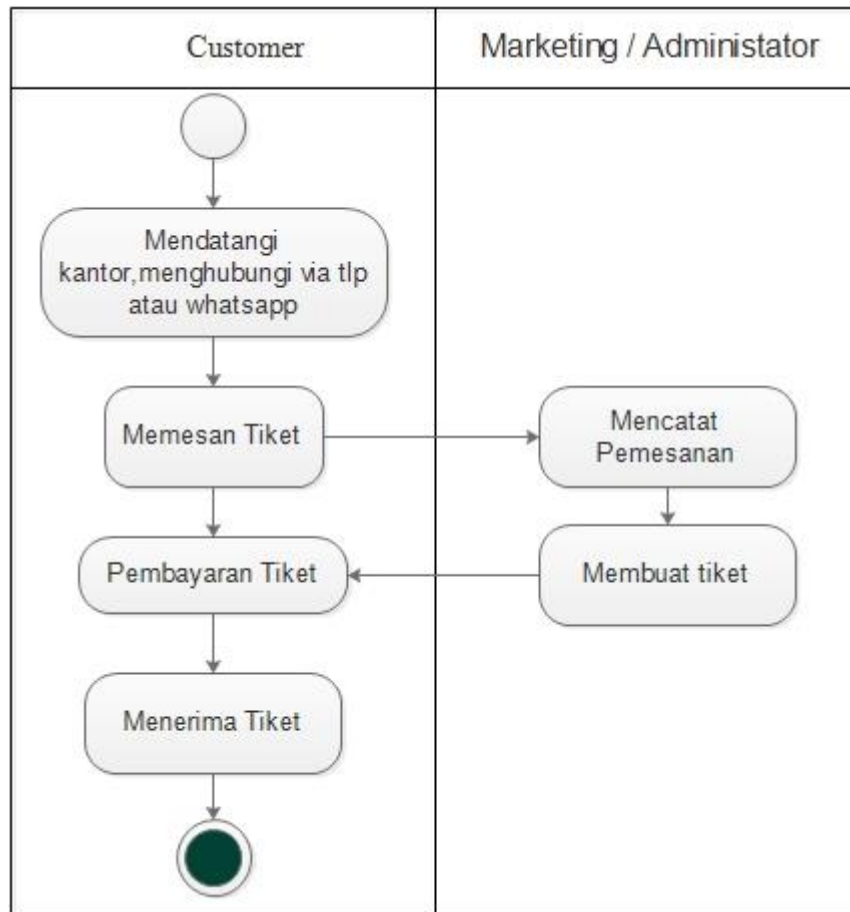 Customer
Marketing / Administator
Mendatangi
kantor,menghubungi via tlp
atau whatsapp
Memesan Tiket
Mencatat
Pemesanan
Pembayaran Tiket
Membuat tiket
Menerima Tiket